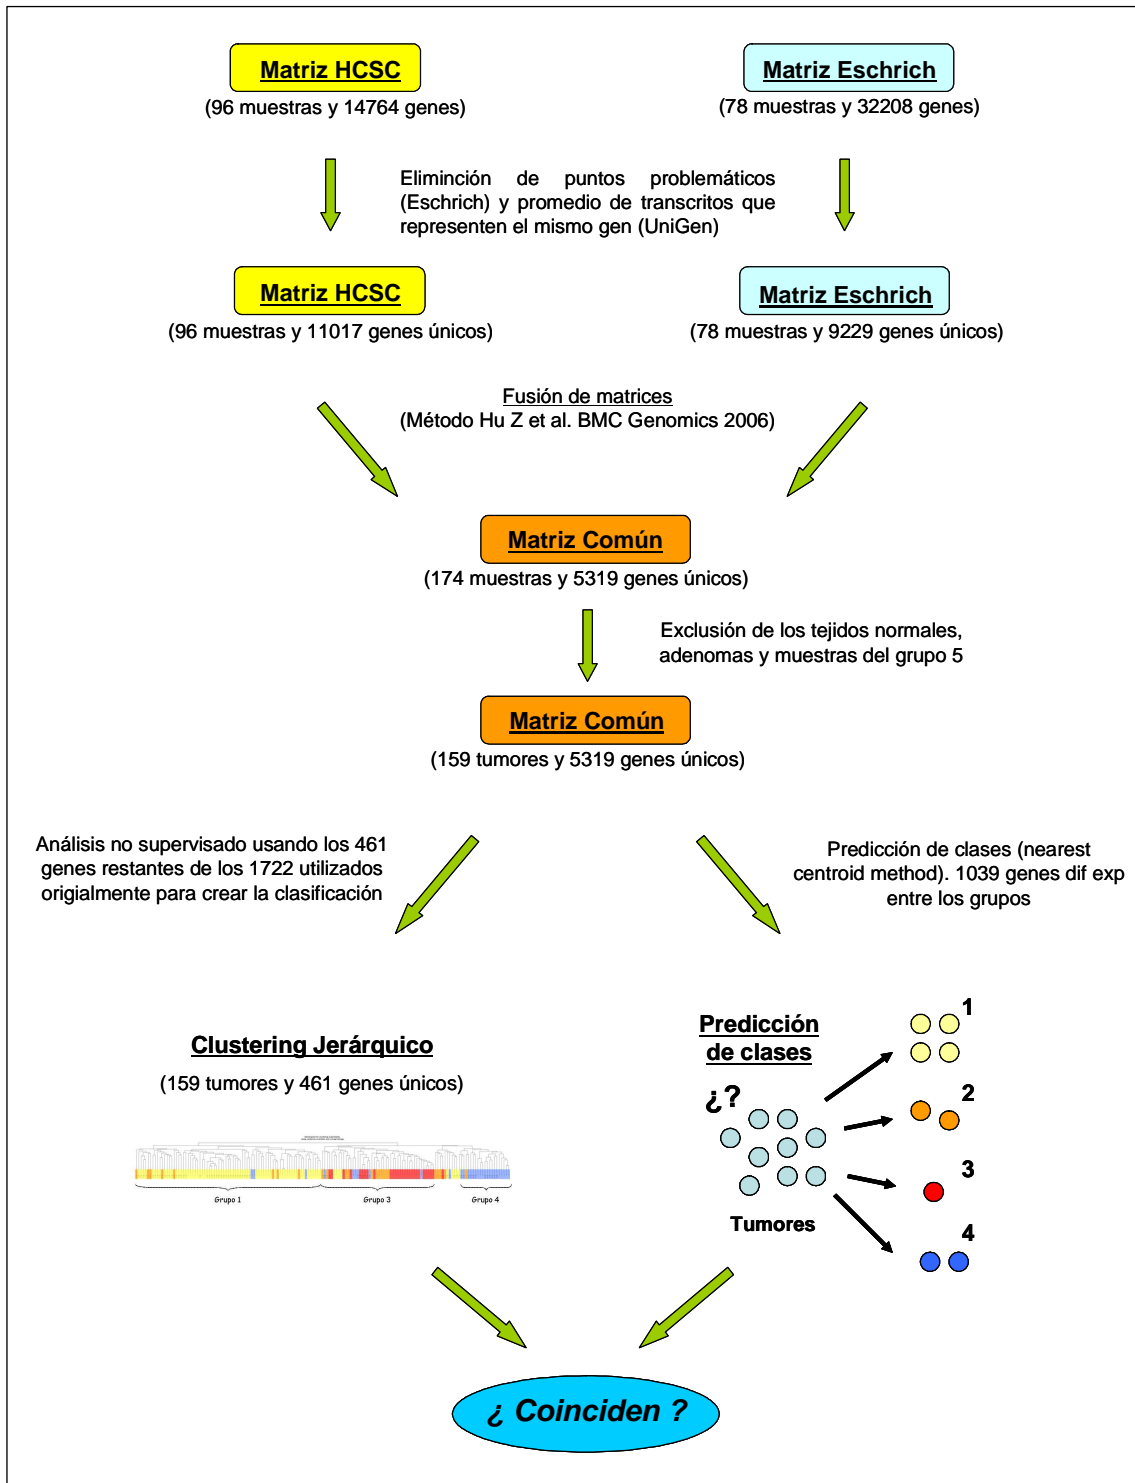 Matriz HCSC
(96 muestras y 14764 genes)
Matriz Eschrich
(78 muestras y 32208 genes)
Eliminción de puntos problemáticos
(Eschrich) y promedio de transcritos que
representen el mismo gen (UniGen)
Matriz HCSC
(96 muestras y 11017 genes únicos)
Matriz Eschrich
(78 muestras y 9229 genes únicos)
Fusión de matrices
(Método Hu Z et al. BMC Genomics 2006)
Matriz Común
(174 muestras y 5319 genes únicos)
Exclusión de los tejidos normales,
adenomas y muestras del grupo 5
Matriz Común
(159 tumores y 5319 genes únicos)
Análisis no supervisado usando los 461
genes restantes de los 1722 utilizados
origialmente para crear la clasificación
Predicción de clases (nearest
centroid method). 1039 genes dif exp
entre los grupos
Clustering Jerárquico
(159 tumores y 461 genes únicos)
Grupo 1
Grupo 3
Grupo 4
Predicción
de clases
¿?
Tumores
1
2
3
4
¿ Coinciden ?